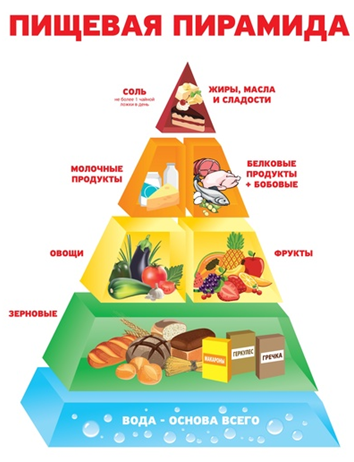 ПИЩЕВАЯ ПИРАМИДА
СОЛЬ
не более 1 чайной
ложки в день
ЖИРЫ, МАСЛА
И СЛАДОСТИ
МОЛОЧНЫЕ
ПРОДУКТЫ
БЕЛКОВЫЕ
ПРОДУКТЫ
+ БОБОВЫЕ
ОВОЩИ
ФРУКТЫ
ЗЕРНОВЫЕ
МАКАРОНЫ
ГЕРКУЛЕС
ГРЕЧКА
ВОДА - ОСНОВА ВСЕГО